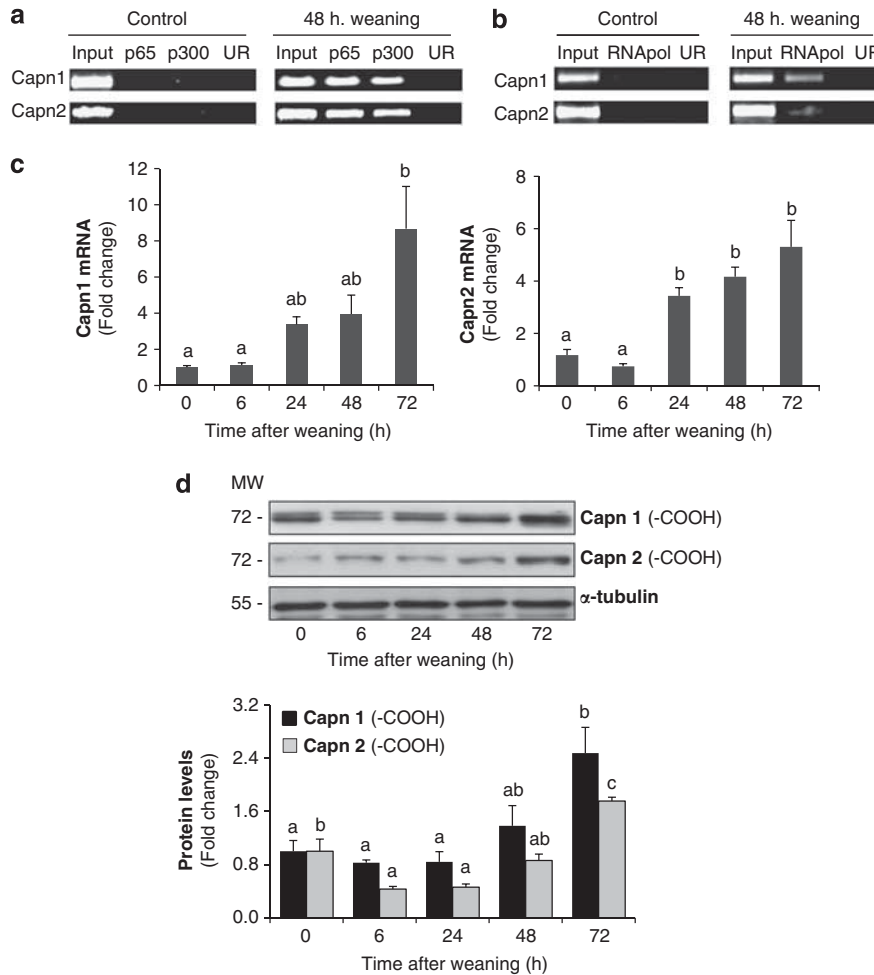 a
Control
48 h. weaning
Input p65 p300 UR
Input p65 p300 UR
Capn1
Capn2
b
Control
48 h. weaning
Input RNApol UR
Input RNApol UR
Capn1
Capn2
c
Capn1 mRNA
(Fold change)
12
10
8
6
4
2
0
a
a
ab
ab
b
0 6 24 48 72
Time after weaning (h)
Capn2 mRNA
(Fold change)
8
6
4
2
0
a
a
b
b
b
0 6 24 48 72
Time after weaning (h)
d
MW
72 -
Capn 1 (-COOH)
72 -
Capn 2 (-COOH)
55 -
α-tubulin
0 6 24 48 72
Time after weaning (h)
Protein levels
(Fold change)
3.2
2.4
1.6
0.8
0.0
Capn 1 (-COOH)
Capn 2 (-COOH)
a b
a a
a a
ab ab
b c
0 6 24 48 72
Time after weaning (h)